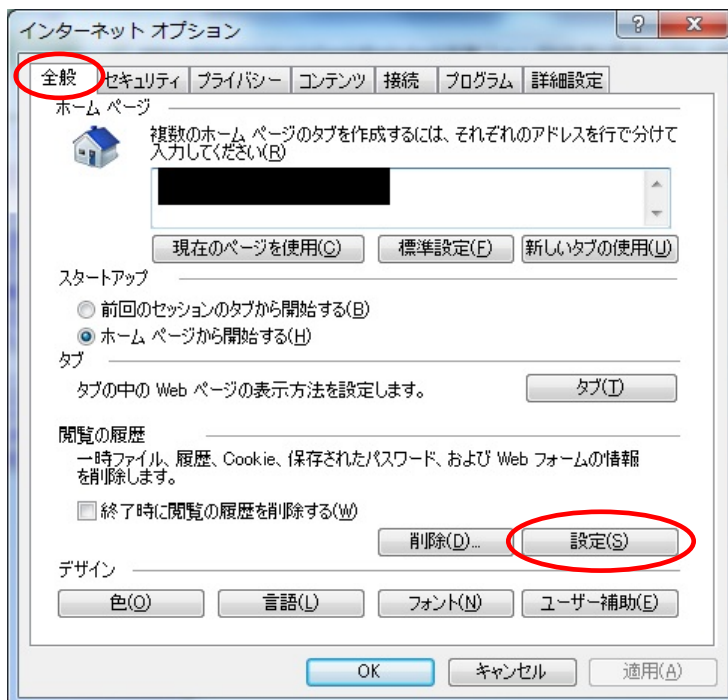 インターネット オプション
全般 セキュリティ プライバシー コンテンツ 接続 プログラム 詳細設定
ホーム ページ
複数のホーム ページのタブを作成するには、それぞれのアドレスを行で分けて
入力してください(R)
現在のページを使用(C) 標準設定(F) 新しいタブの使用(U)
スタートアップ
前回のセッションのタブから開始する(B)
ホーム ページから開始する(H)
タブ
タブの中の Web ページの表示方法を設定します。 タブ(T)
閲覧の履歴
一時ファイル、履歴、Cookie、保存されたパスワード、および Web フォームの情報
を削除します。
終了時に閲覧の履歴を削除する(W)
削除(D)... 設定(S)
デザイン
色(O) 言語(L) フォント(N) ユーザー補助(E)
OK キャンセル 適用(A)